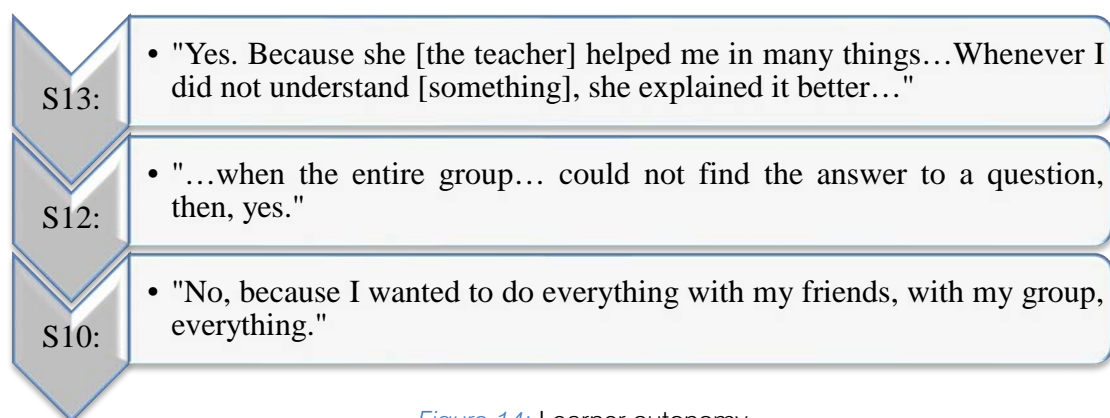 S13:
• "Yes. Because she [the teacher] helped me in many things…Whenever I
did not understand [something], she explained it better…"
S12:
• "…when the entire group… could not find the answer to a question,
then, yes."
S10:
• "No, because I wanted to do everything with my friends, with my group,
everything."
Figure 14: Learner autonomy